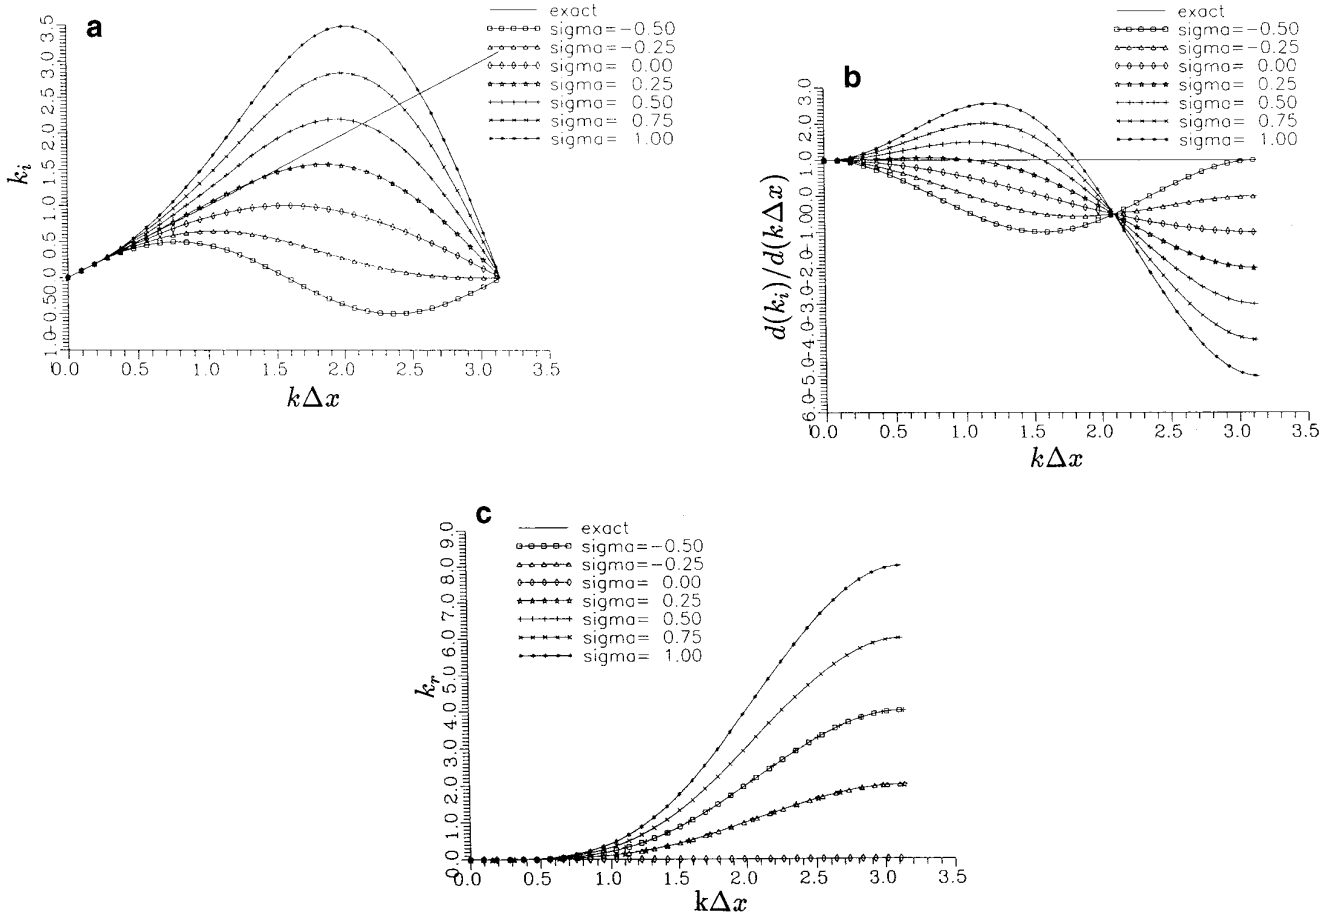 a
exact
sigma=-0.50
sigma=-0.25
sigma= 0.00
sigma= 0.25
sigma= 0.50
sigma= 0.75
sigma= 1.00
k_i
3.5
3.0
2.5
2.0
1.5
1.0
0.5
0
-0.50
-1.0
0.0 0.5 1.0 1.5 2.0 2.5 3.0 3.5
kΔx
b
exact
sigma=-0.50
sigma=-0.25
sigma= 0.00
sigma= 0.25
sigma= 0.50
sigma= 0.75
sigma= 1.00
d(k_i)/d(kΔx)
3.0
2.0
1.0
0.0
-1.0
-2.0
-3.0
-4.0
-5.0
-6.0
0.0 0.5 1.0 1.5 2.0 2.5 3.0 3.5
kΔx
c
exact
sigma=-0.50
sigma=-0.25
sigma= 0.00
sigma= 0.25
sigma= 0.50
sigma= 0.75
sigma= 1.00
k_r
9.0
8.0
7.0
6.0
5.0
4.0
3.0
2.0
1.0
0.0
0.0 0.5 1.0 1.5 2.0 2.5 3.0 3.5
kΔx